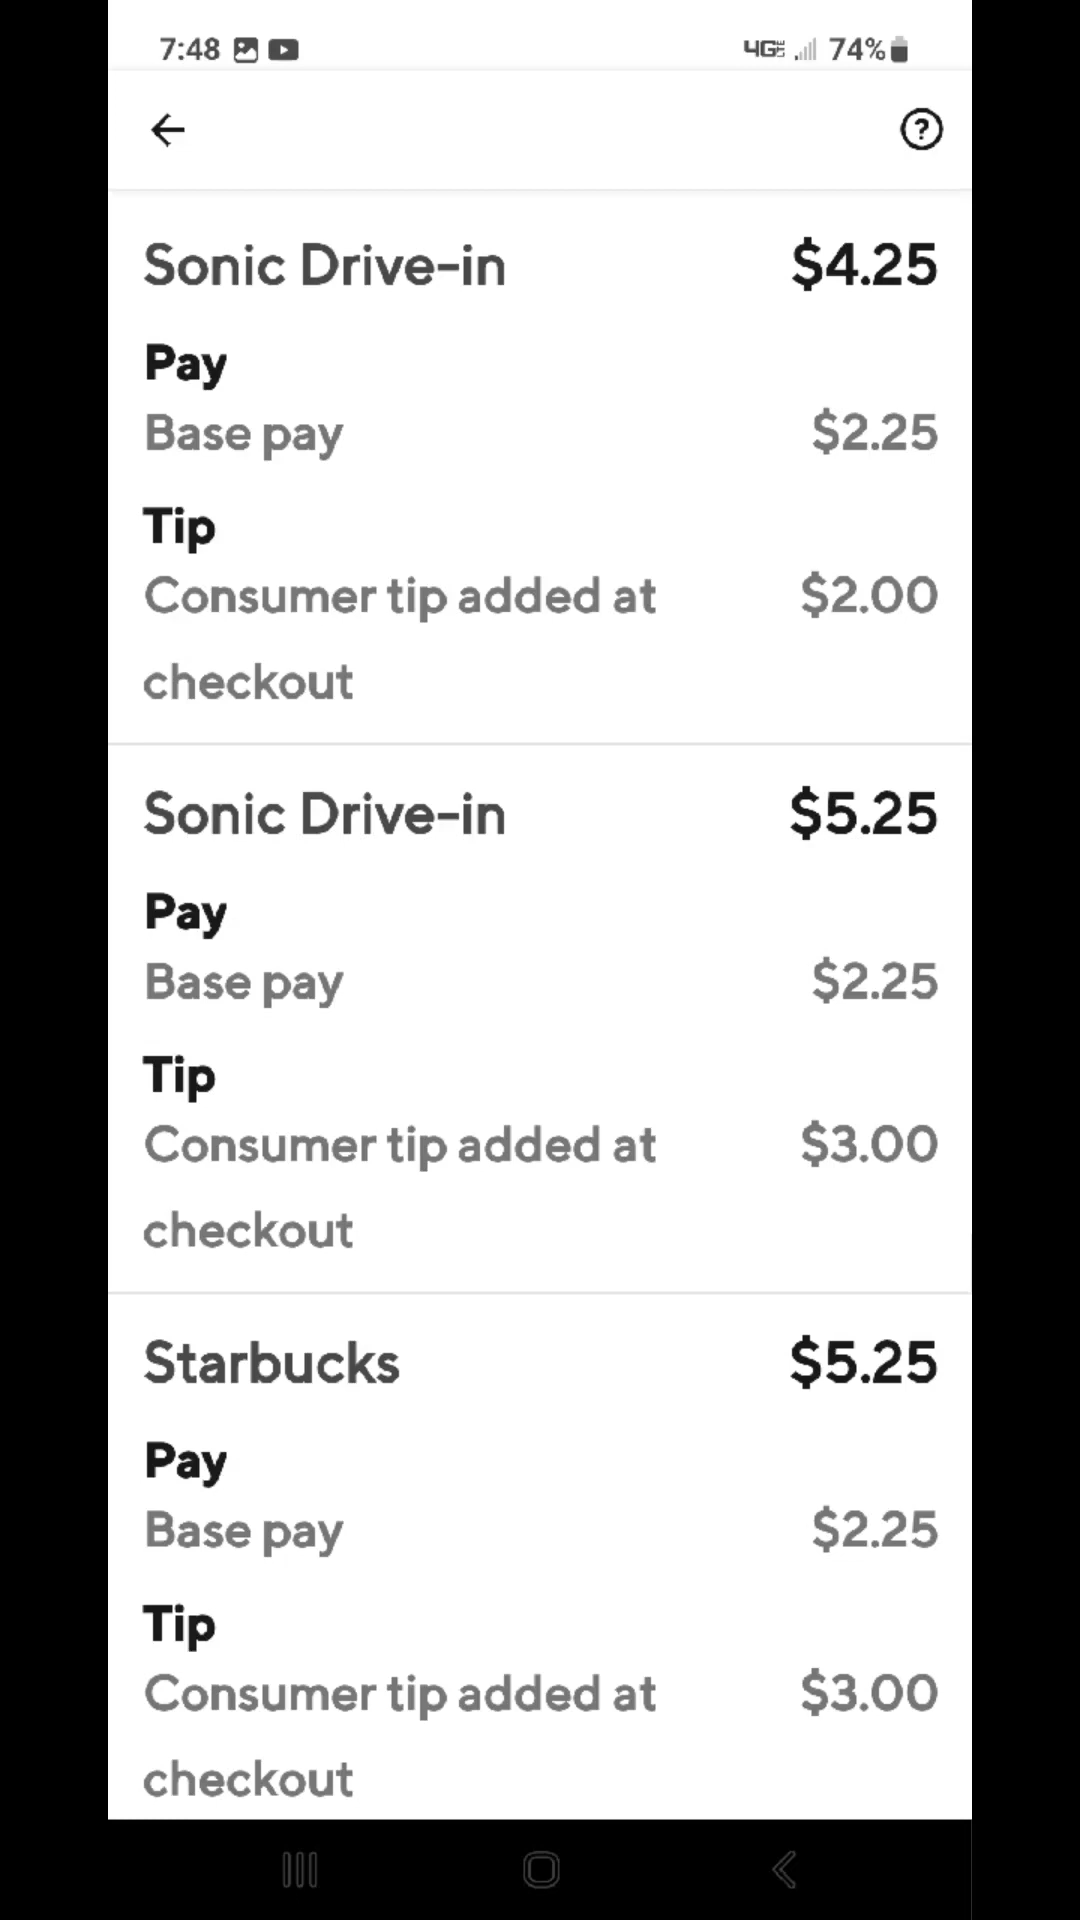 7:48 4G LTE 74%
Sonic Drive-in $4.25
Pay
Base pay $2.25
Tip
Consumer tip added at $2.00
checkout
Sonic Drive-in $5.25
Pay
Base pay $2.25
Tip
Consumer tip added at $3.00
checkout
Starbucks $5.25
Pay
Base pay $2.25
Tip
Consumer tip added at $3.00
checkout